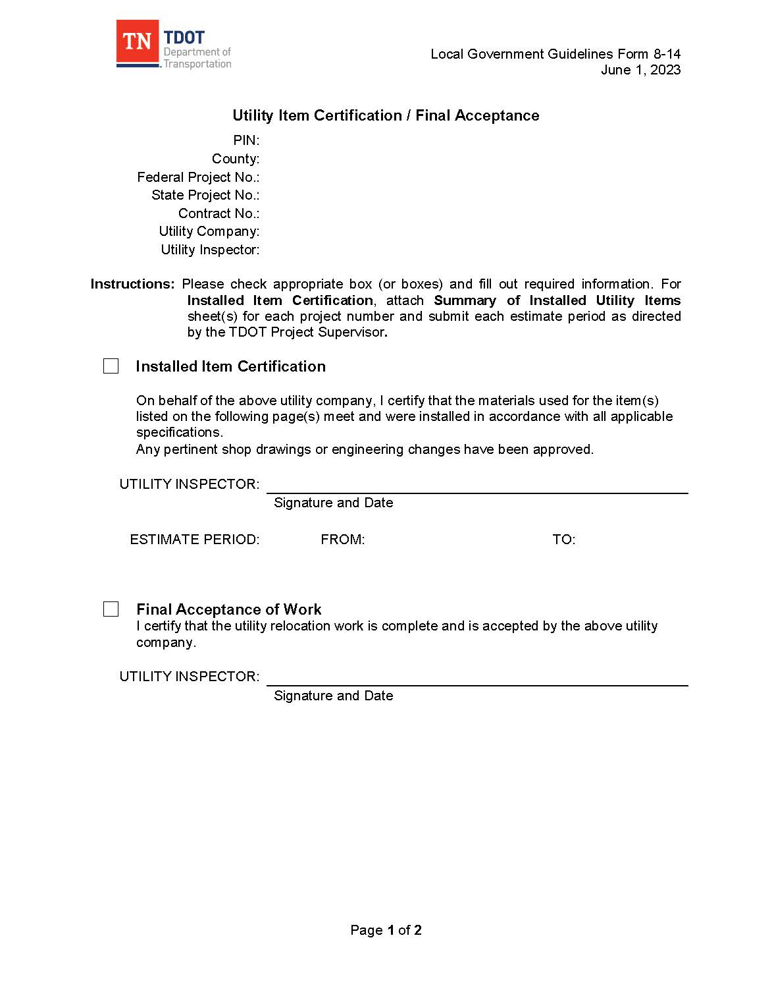 TN TDOT
Department of
Transportation
Local Government Guidelines Form 8-14
June 1, 2023
Utility Item Certification / Final Acceptance
PIN:
County:
Federal Project No.:
State Project No.:
Contract No.:
Utility Company:
Utility Inspector:
Instructions: Please check appropriate box (or boxes) and fill out required information. For
Installed Item Certification, attach Summary of Installed Utility Items
sheet(s) for each project number and submit each estimate period as directed
by the TDOT Project Supervisor.
Installed Item Certification
On behalf of the above utility company, I certify that the materials used for the item(s)
listed on the following page(s) meet and were installed in accordance with all applicable
specifications.
Any pertinent shop drawings or engineering changes have been approved.
UTILITY INSPECTOR:
Signature and Date
ESTIMATE PERIOD: FROM: TO:
Final Acceptance of Work
I certify that the utility relocation work is complete and is accepted by the above utility
company.
UTILITY INSPECTOR:
Signature and Date
Page 1 of 2